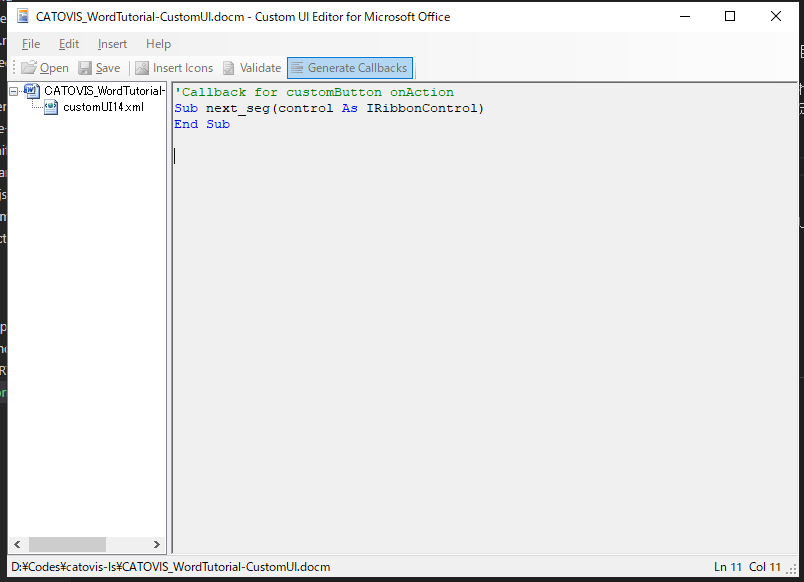 CATOVIS_WordTutorial-CustomUI.docm - Custom UI Editor for Microsoft Office
File Edit Insert Help
Open Save Insert Icons Validate Generate Callbacks
CATOVIS_WordTutorial-
customUI14.xml
'Callback for customButton onAction
Sub next_seg(control As IRibbonControl)
End Sub
D:¥Codes¥catovis-ls¥CATOVIS_WordTutorial-CustomUI.docm
Ln 11 Col 11